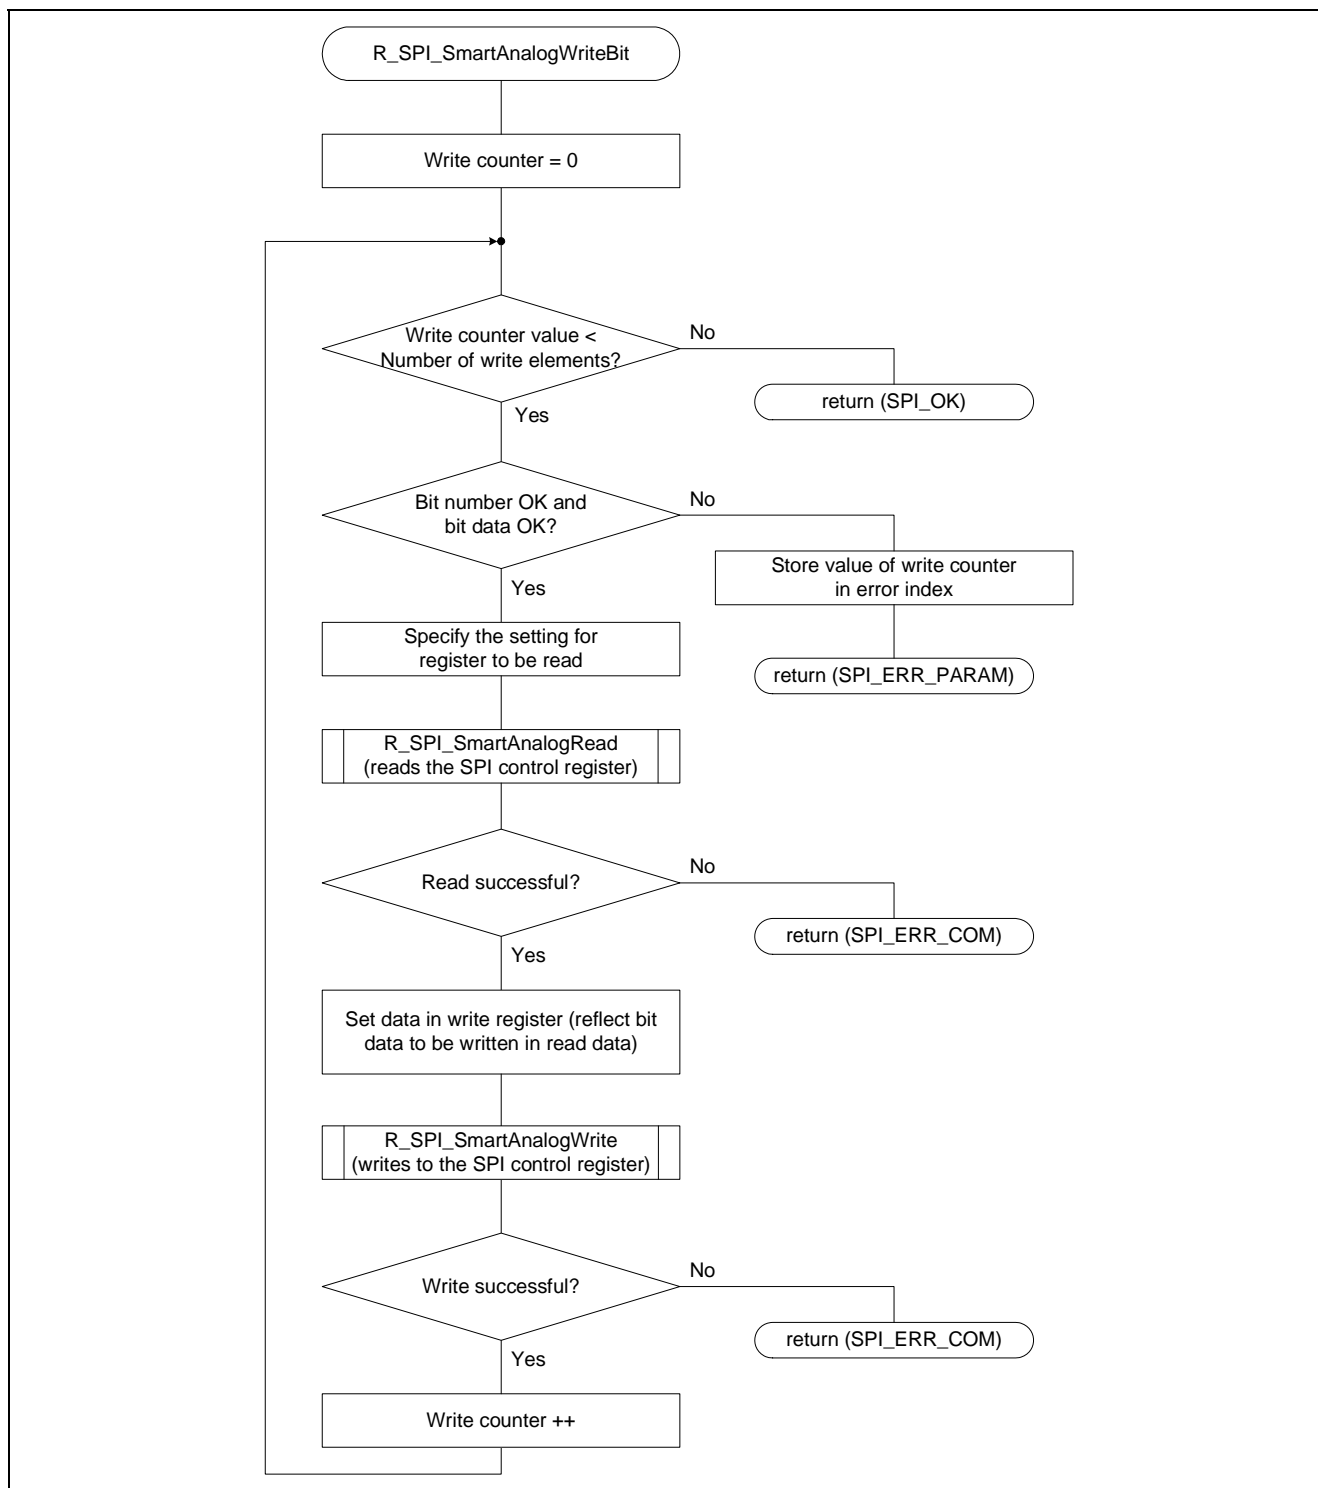 R_SPI_SmartAnalogWriteBit
Write counter = 0
Write counter value <
Number of write elements?
No
return (SPI_OK)
Yes
Bit number OK and
bit data OK?
No
Store value of write counter
in error index
return (SPI_ERR_PARAM)
Yes
Specify the setting for
register to be read
R_SPI_SmartAnalogRead
(reads the SPI control register)
Read successful?
No
return (SPI_ERR_COM)
Yes
Set data in write register (reflect bit
data to be written in read data)
R_SPI_SmartAnalogWrite
(writes to the SPI control register)
Write successful?
No
return (SPI_ERR_COM)
Yes
Write counter ++